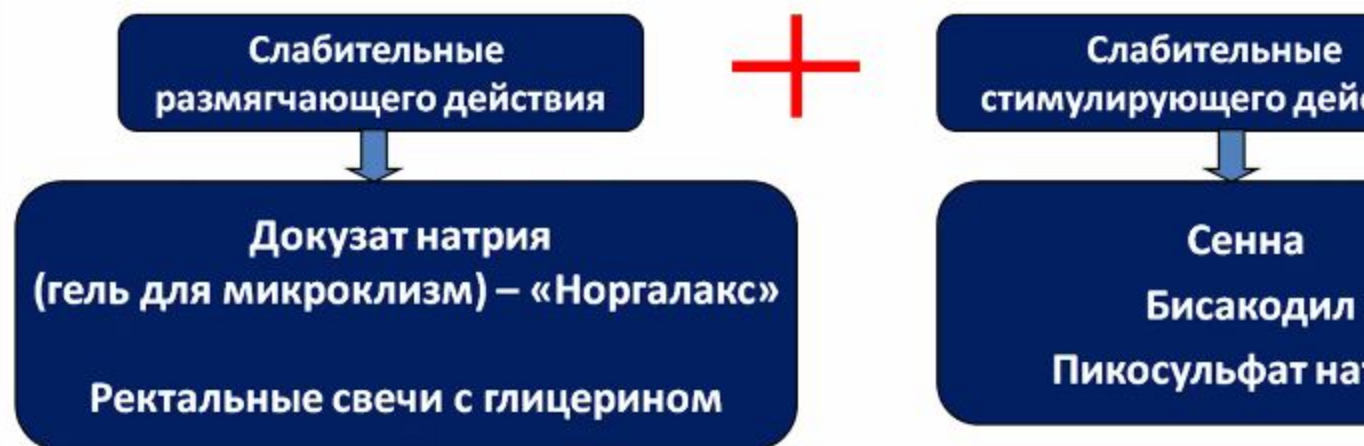 Слабительные
размягчающего действия
Слабительные
стимулирующего
Докузат натрия
(гель для микроклизм) – «Норгалакс»
Ректальные свечи с глицерином
Сенна
Бисакодил
Пикосульфат